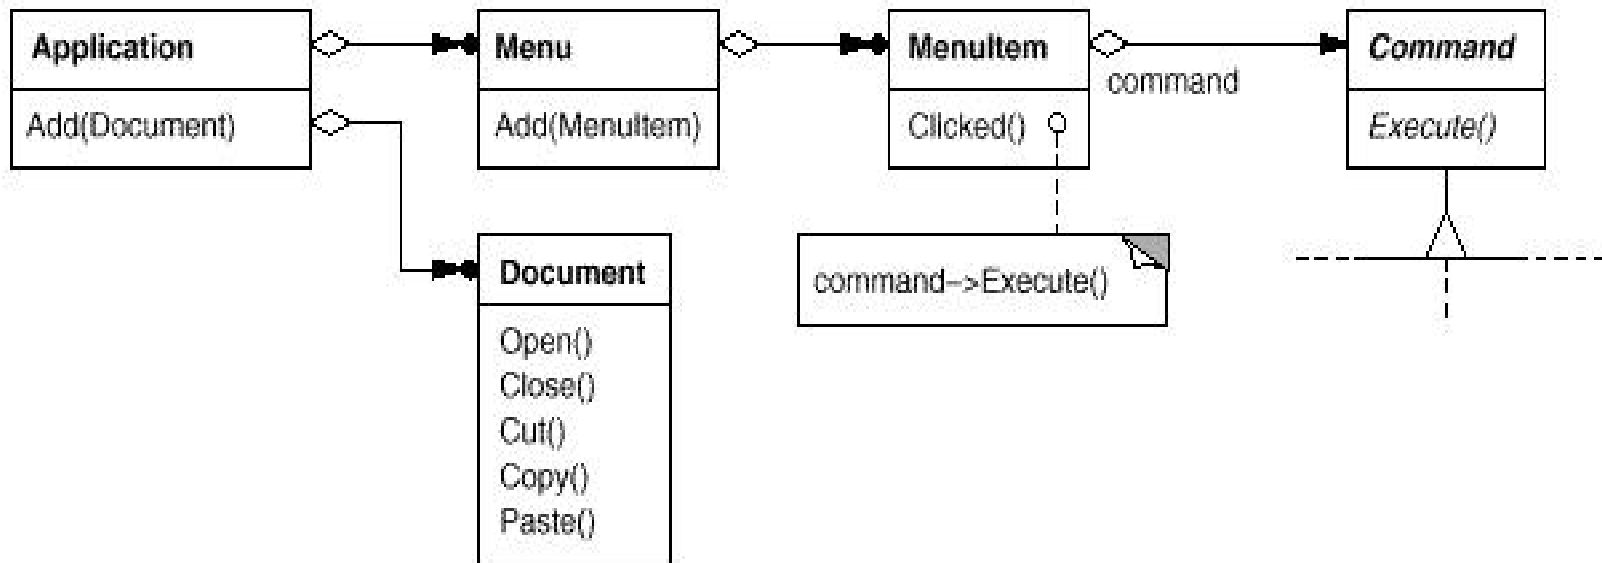 Application
Add(Document)
Menu
Add(MenuItem)
MenuItem
Clicked()
command
Command
Execute()
Document
Open()
Close()
Cut()
Copy()
Paste()
command->Execute()